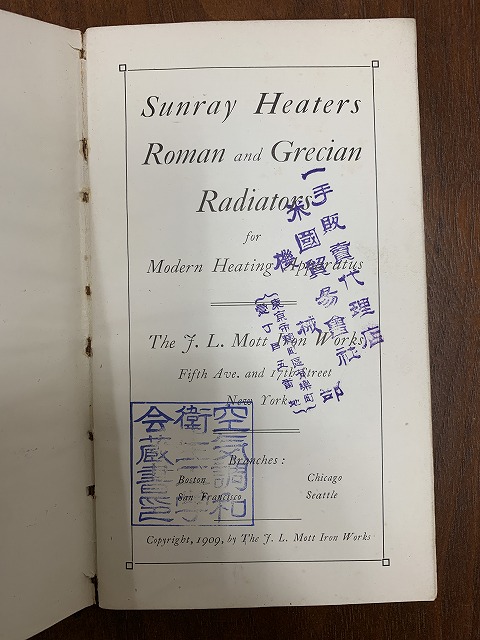 Sunray Heaters
Roman and Grecian
Radiators
for
Modern Heating Apparatus
The J. L. Mott Iron Works
Fifth Ave. and 17th Street
New York
Branches:
Boston Chicago
San Francisco Seattle
Copyright, 1909, by The J. L. Mott Iron Works
一手販賣代理店
米國貿易會社
機械部
空気調和
衛生工学
会蔵書印